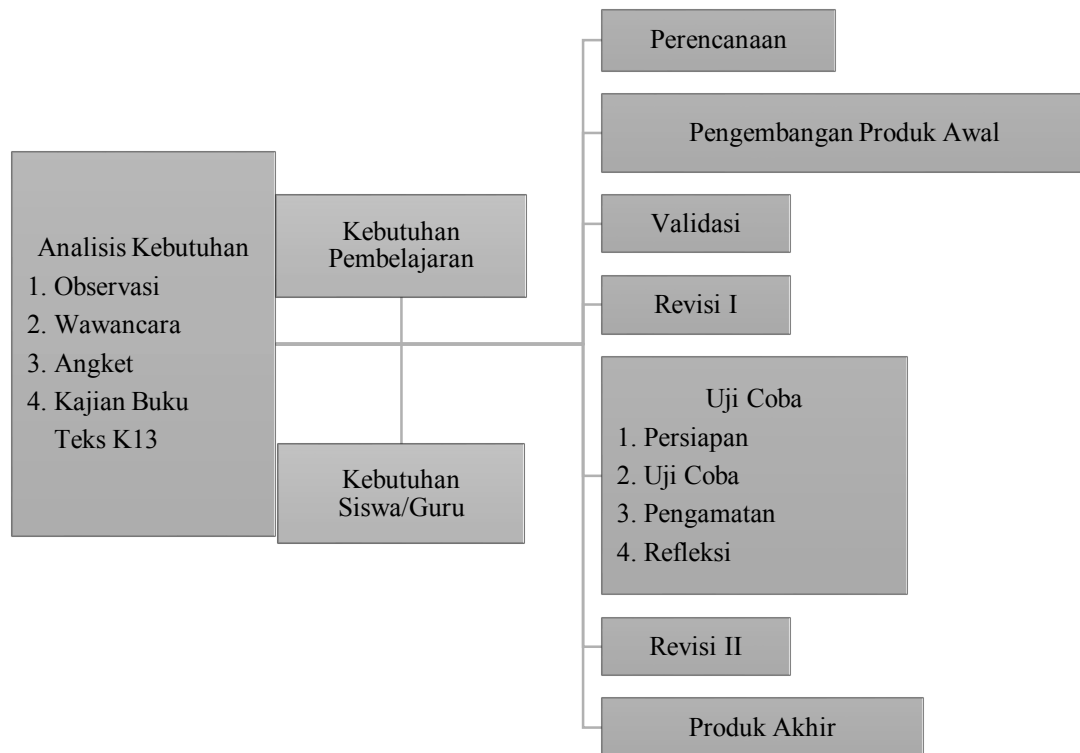 Analisis Kebutuhan
1. Observasi
2. Wawancara
3. Angket
4. Kajian Buku
Teks K13
Kebutuhan
Pembelajaran
Kebutuhan
Siswa/Guru
Perencanaan
Pengembangan Produk Awal
Validasi
Revisi I
Uji Coba
1. Persiapan
2. Uji Coba
3. Pengamatan
4. Refleksi
Revisi II
Produk Akhir